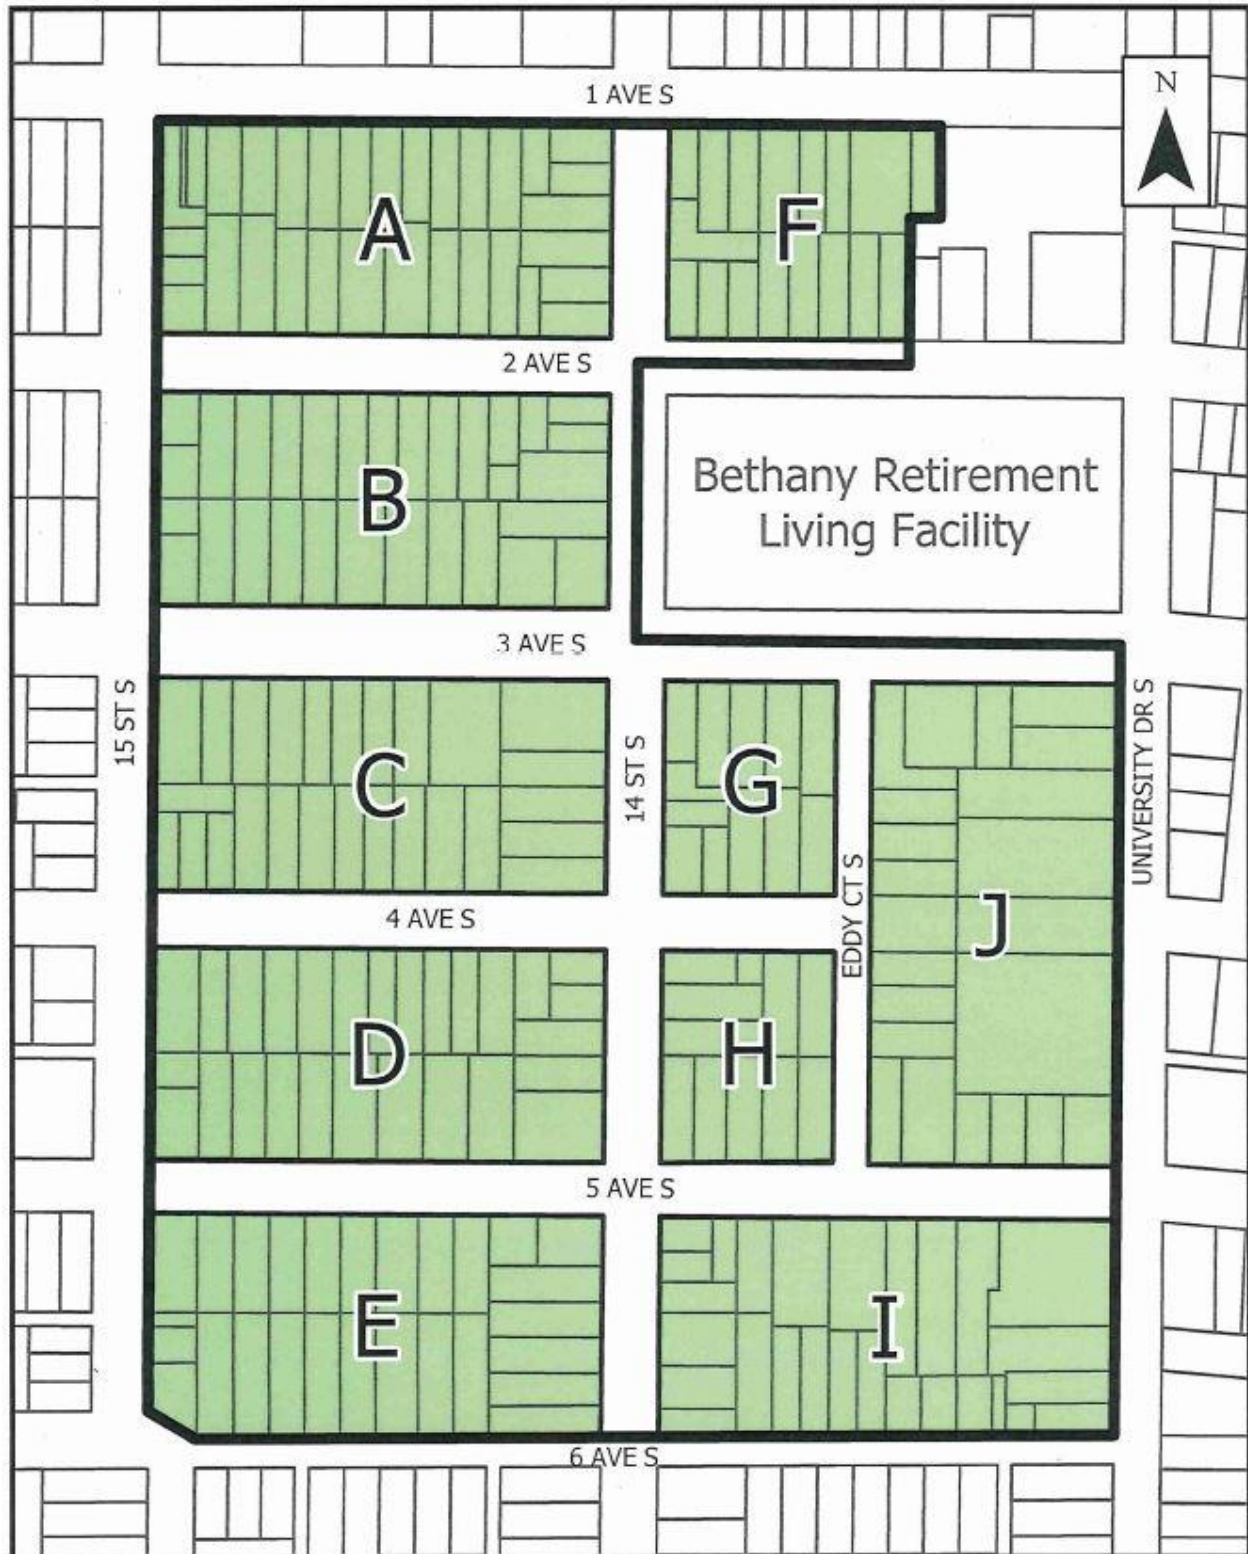 1 AVE S
N
A
F
2 AVE S
B
Bethany Retirement
Living Facility
3 AVE S
15 ST S
C
14 ST S
G
UNIVERSITY DR S
4 AVE S
EDDY CT S
J
D
H
5 AVE S
E
I
6 AVE S